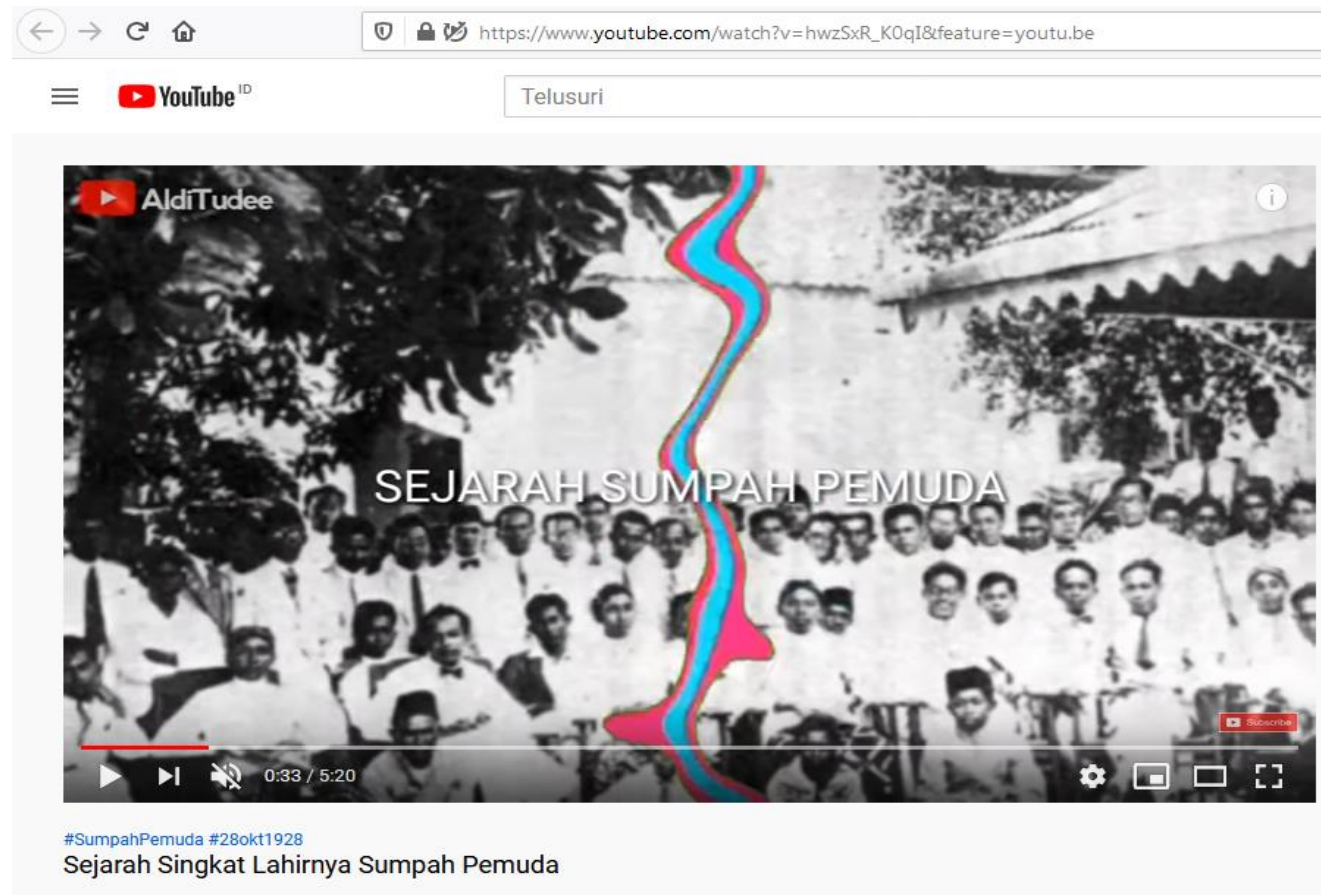 https://www.youtube.com/watch?v=hwzSxR_K0qI&feature=youtu.be
YouTube ID
Telusuri
AldiTudee
SEJARAH SUMPAH PEMUDA
Subscribe
0:33 / 5:20
#SumpahPemuda #28okt1928
Sejarah Singkat Lahirnya Sumpah Pemuda